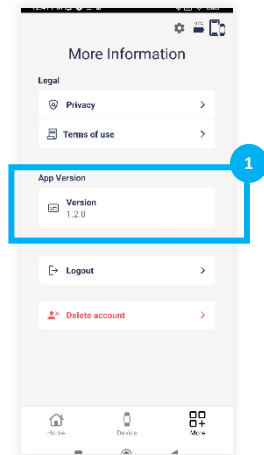 More Information
Legal
Privacy
Terms of use
1
App Version
Version
1.2.0
Logout
Delete account
Home
Device
More